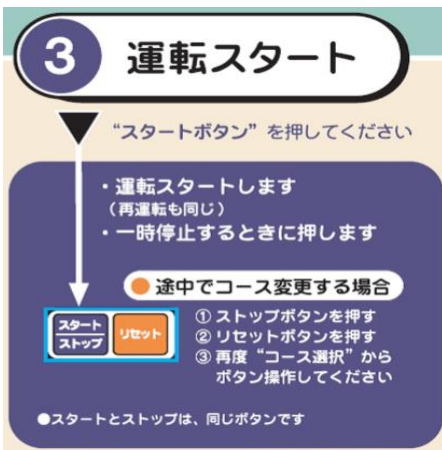 3 運転スタート
“スタートボタン”を押してください
・運転スタートします
（再運転も同じ）
・一時停止するときに押します
途中でコース変更する場合
スタート
ストップ
リセット
① ストップボタンを押す
② リセットボタンを押す
③ 再度“コース選択”から
ボタン操作してください
●スタートとストップは、同じボタンです